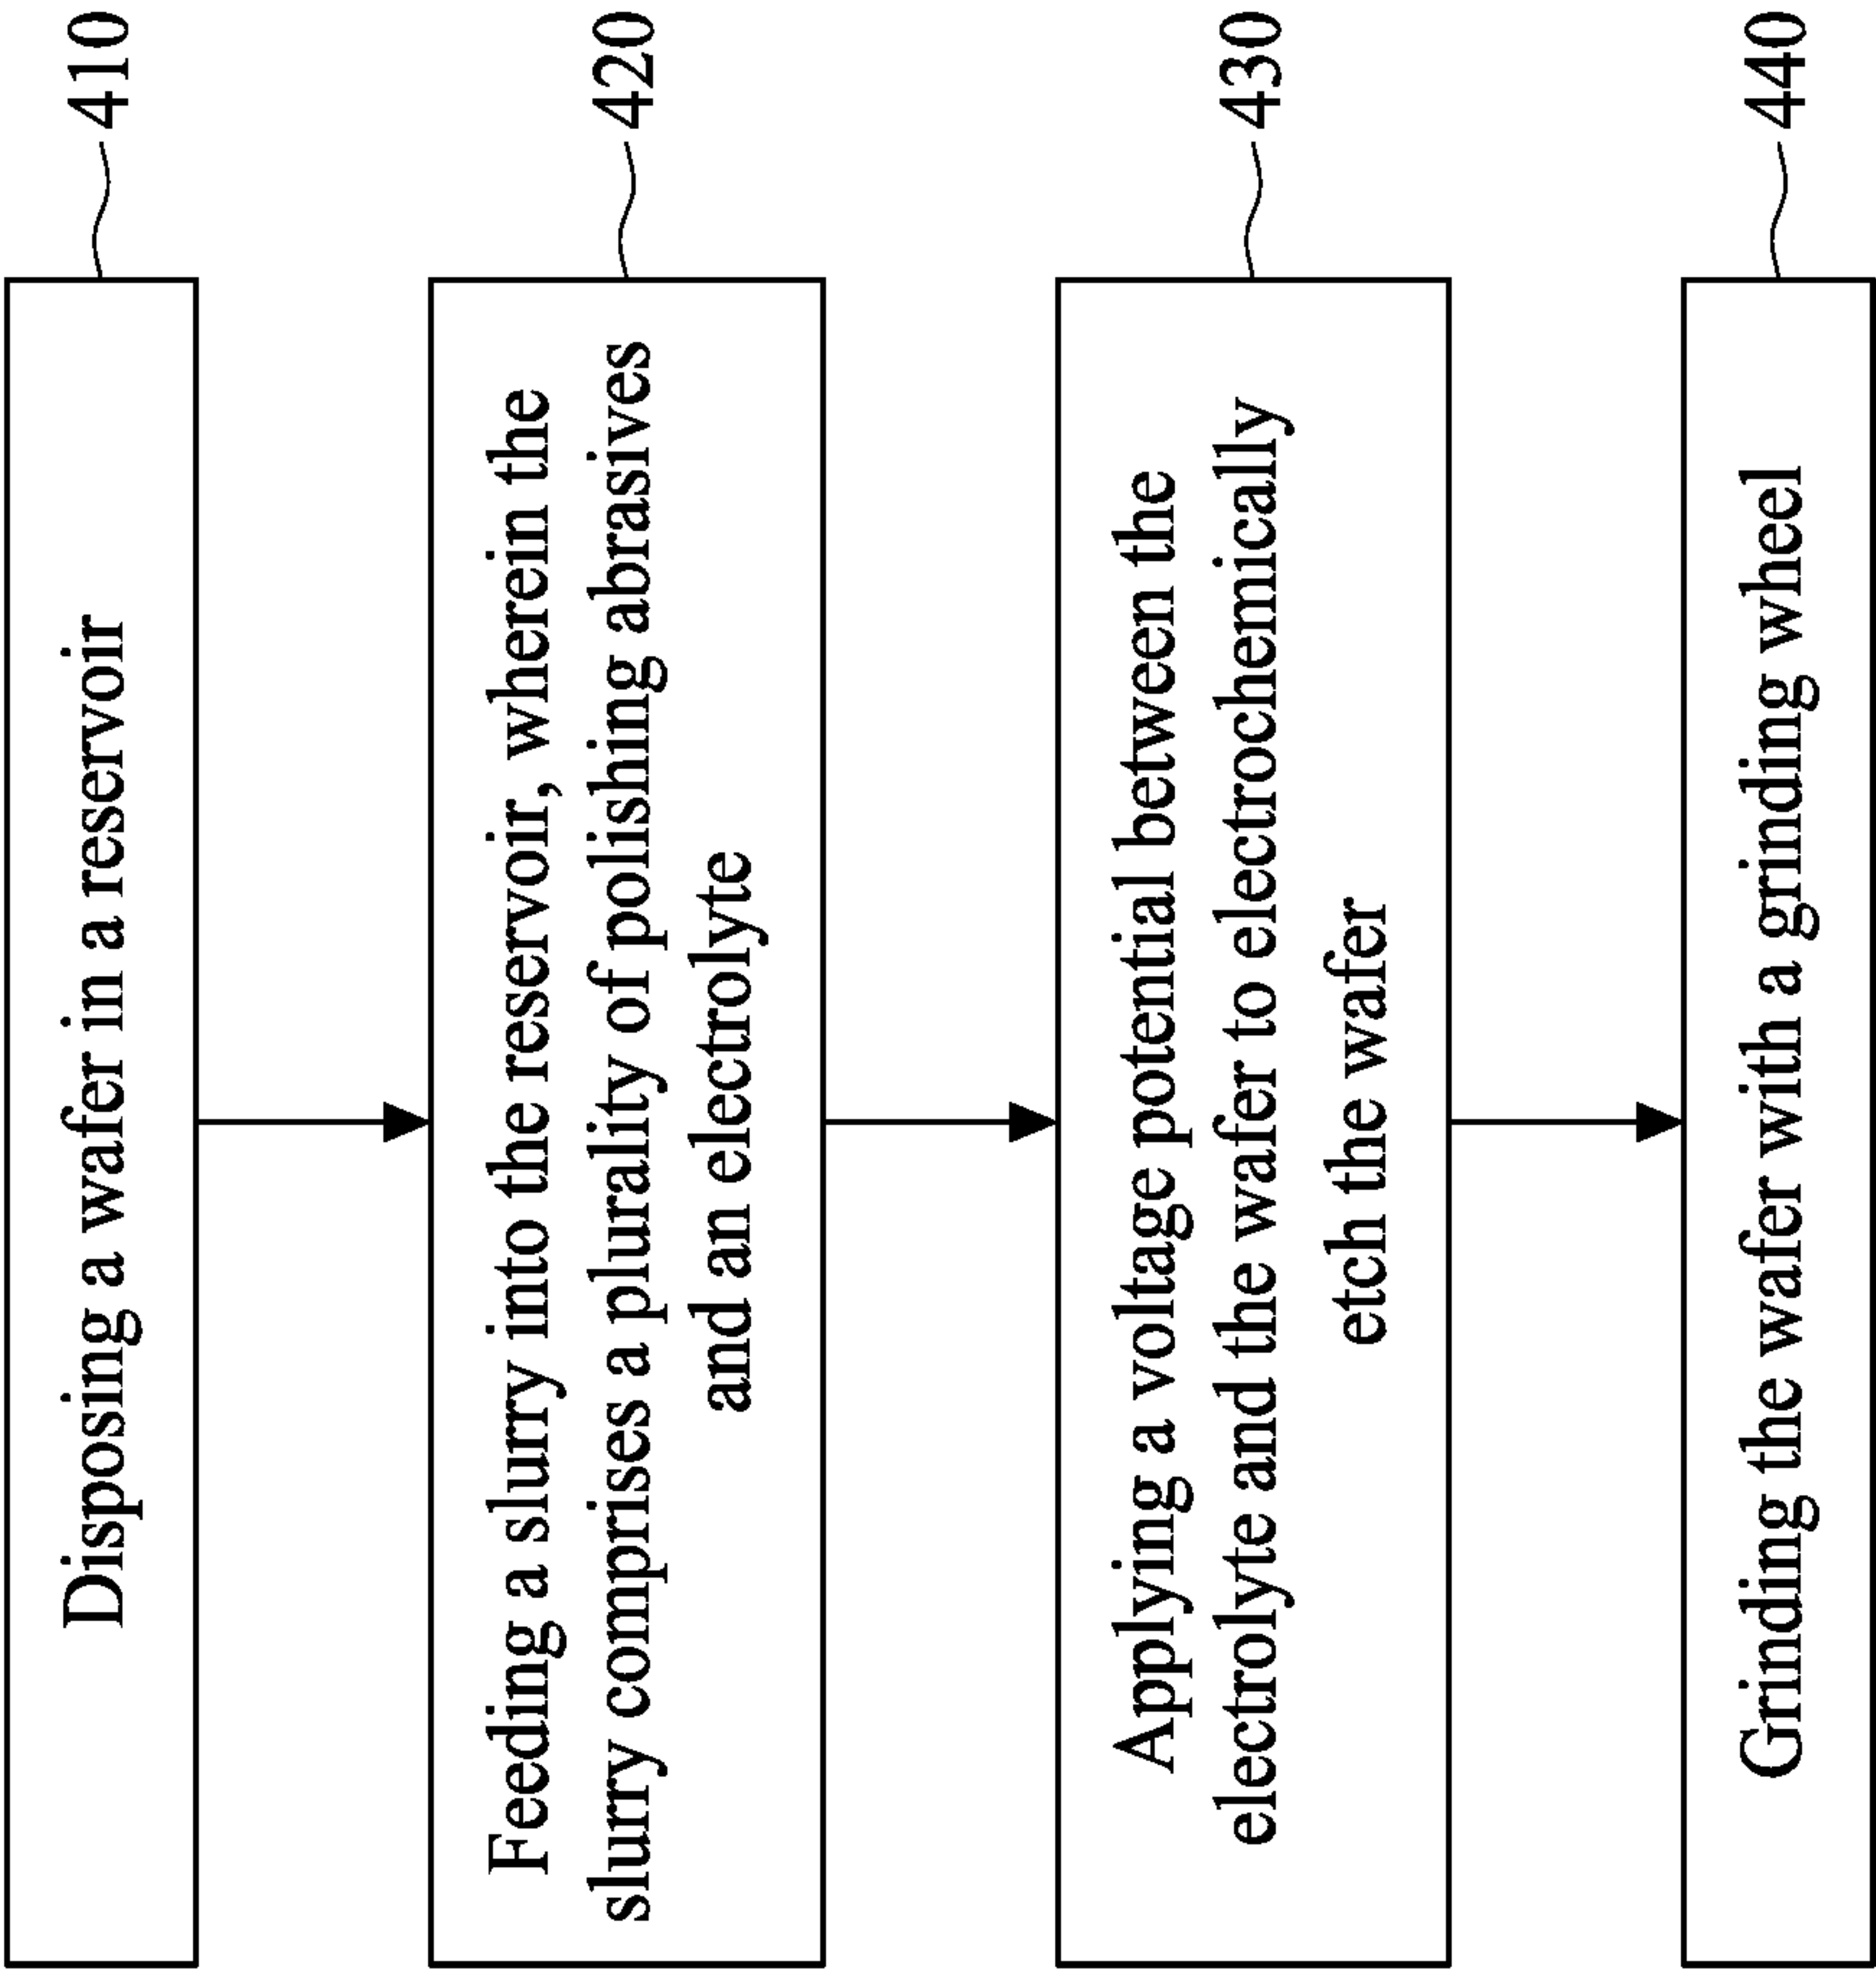 Disposing a wafer in a reservoir
410
Feeding a slurry into the reservoir, wherein the
slurry comprises a plurality of polishing abrasives
and an electrolyte
420
Applying a voltage potential between the
electrolyte and the wafer to electrochemically
etch the wafer
430
Grinding the wafer with a grinding wheel
440